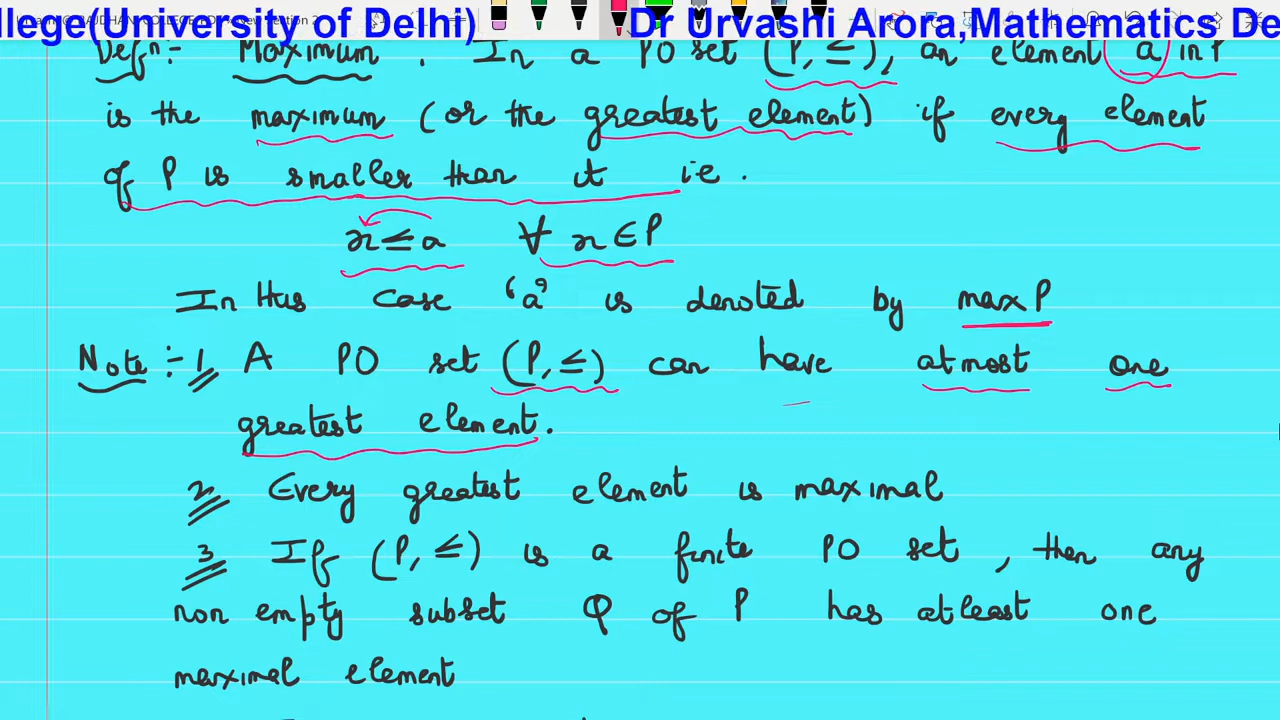 llege(University of Delhi) Dr Urvashi Arora,Mathematics De
Defⁿ:- Maximum. In a PO set (P, ≤), an element a in P
is the maximum (or the greatest element) if every element
of P is smaller than it ie.
x ≤ a ∀ x ∈ P
In this case 'a' is denoted by max P
Note :- 1, A PO set (P, ≤) can have atmost one
greatest element.
2 Every greatest element is maximal
3 If (P, ≤) is a finite PO set, then any
non empty subset Q of P has atleast one
maximal element